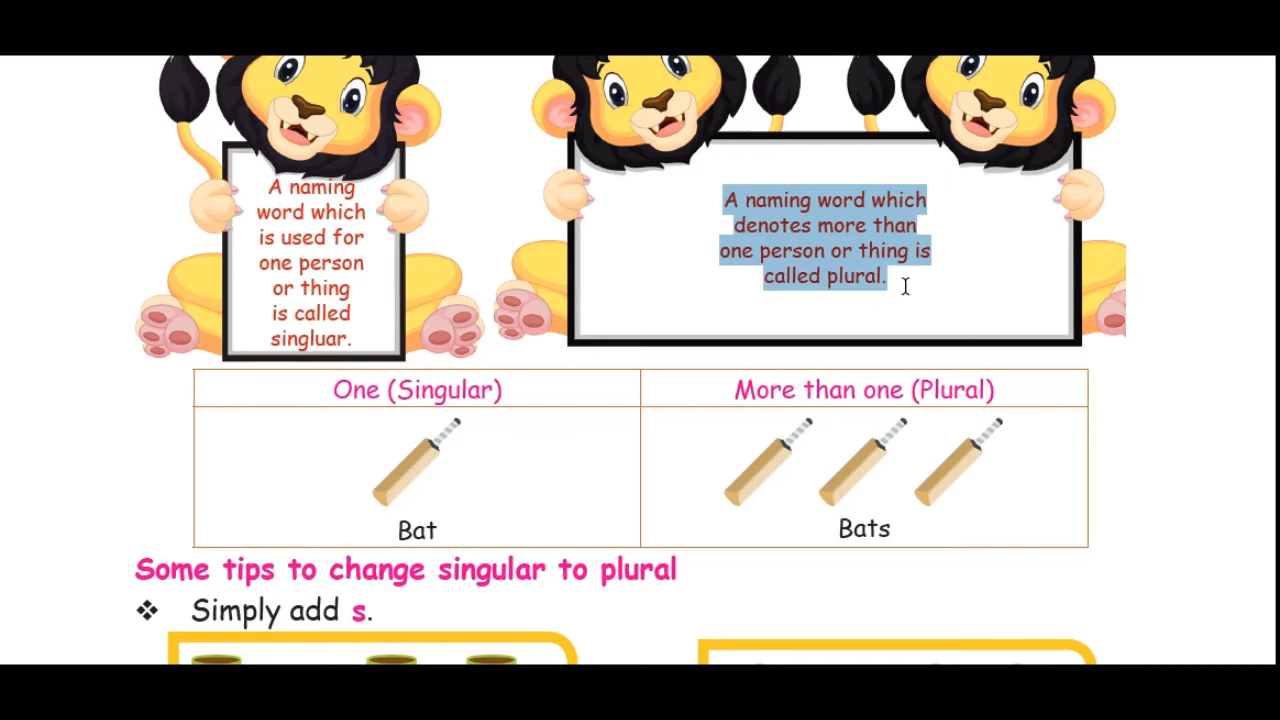 A naming
word which
is used for
one person
or thing
is called
singluar.
A naming word which
denotes more than
one person or thing is
called plural.
One (Singular)
More than one (Plural)
Bat
Bats
Some tips to change singular to plural
❖ Simply add s.